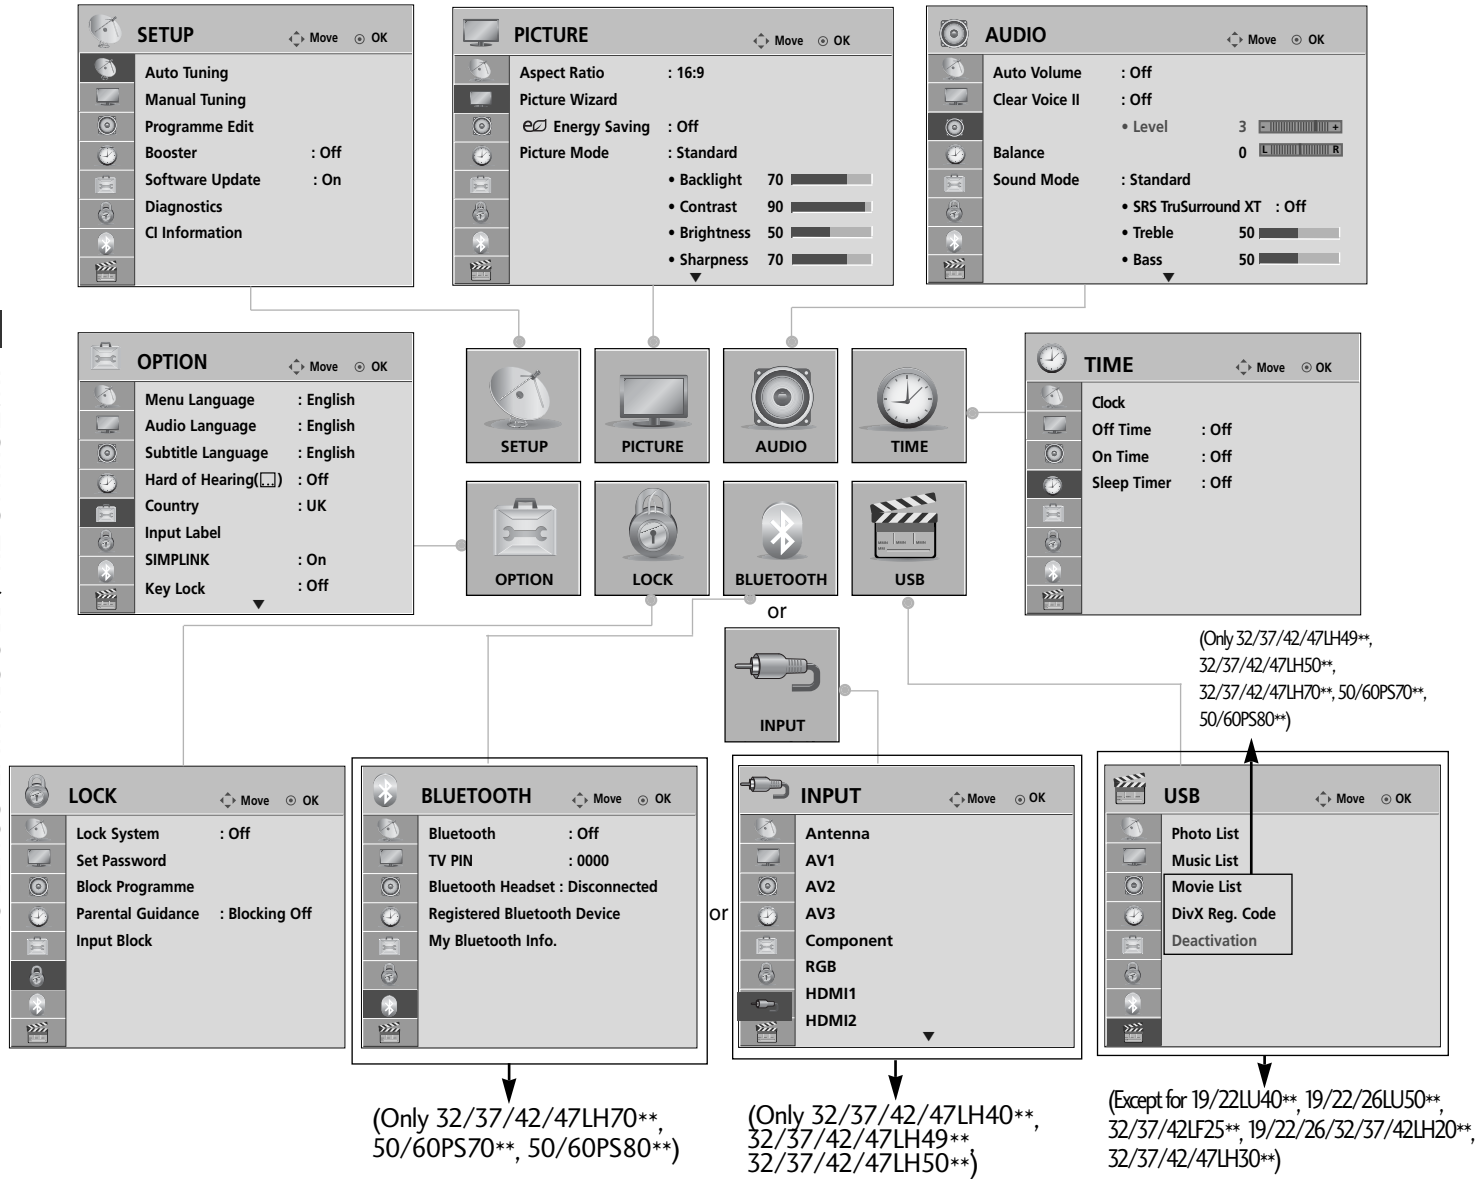 SETUP
Move OK
Auto Tuning
Manual Tuning
Programme Edit
Booster : Off
Software Update : On
Diagnostics
CI Information
PICTURE
Move OK
Aspect Ratio : 16:9
Picture Wizard
Energy Saving : Off
Picture Mode : Standard
• Backlight 70
• Contrast 90
• Brightness 50
• Sharpness 70
AUDIO
Move OK
Auto Volume : Off
Clear Voice II : Off
• Level 3 - +
Balance 0 L R
Sound Mode : Standard
• SRS TruSurround XT : Off
• Treble 50
• Bass 50
OPTION
Move OK
Menu Language : English
Audio Language : English
Subtitle Language : English
Hard of Hearing( ) : Off
Country : UK
Input Label
SIMPLINK : On
Key Lock : Off
SETUP
PICTURE
AUDIO
TIME
OPTION
LOCK
BLUETOOTH
USB
or
INPUT
TIME
Move OK
Clock
Off Time : Off
On Time : Off
Sleep Timer : Off
(Only 32/37/42/47LH49**,
32/37/42/47LH50**,
32/37/42/47LH70**, 50/60PS70**,
50/60PS80**)
LOCK
Move OK
Lock System : Off
Set Password
Block Programme
Parental Guidance : Blocking Off
Input Block
BLUETOOTH
Move OK
Bluetooth : Off
TV PIN : 0000
Bluetooth Headset : Disconnected
Registered Bluetooth Device
My Bluetooth Info.
or
INPUT
Move OK
Antenna
AV1
AV2
AV3
Component
RGB
HDMI1
HDMI2
USB
Move OK
Photo List
Music List
Movie List
DivX Reg. Code
Deactivation
(Only 32/37/42/47LH70**,
50/60PS70**, 50/60PS80**)
(Only 32/37/42/47LH40**,
32/37/42/47LH49**,
32/37/42/47LH50**)
(Except for 19/22LU40**, 19/22/26LU50**,
32/37/42LF25**, 19/22/26/32/37/42LH20**,
32/37/42/47LH30**)